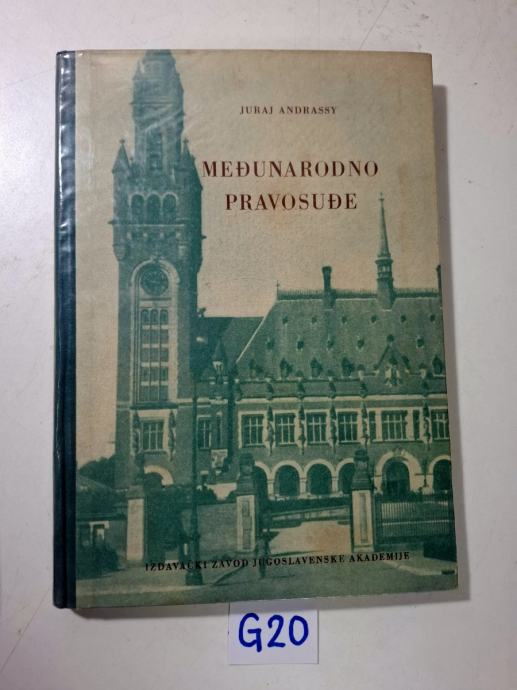 JURAJ ANDRASSY
MEĐUNARODNO
PRAVOSUĐE
IZDAVAČKI ZAVOD JUGOSLAVENSKE AKADEMIJE
G20